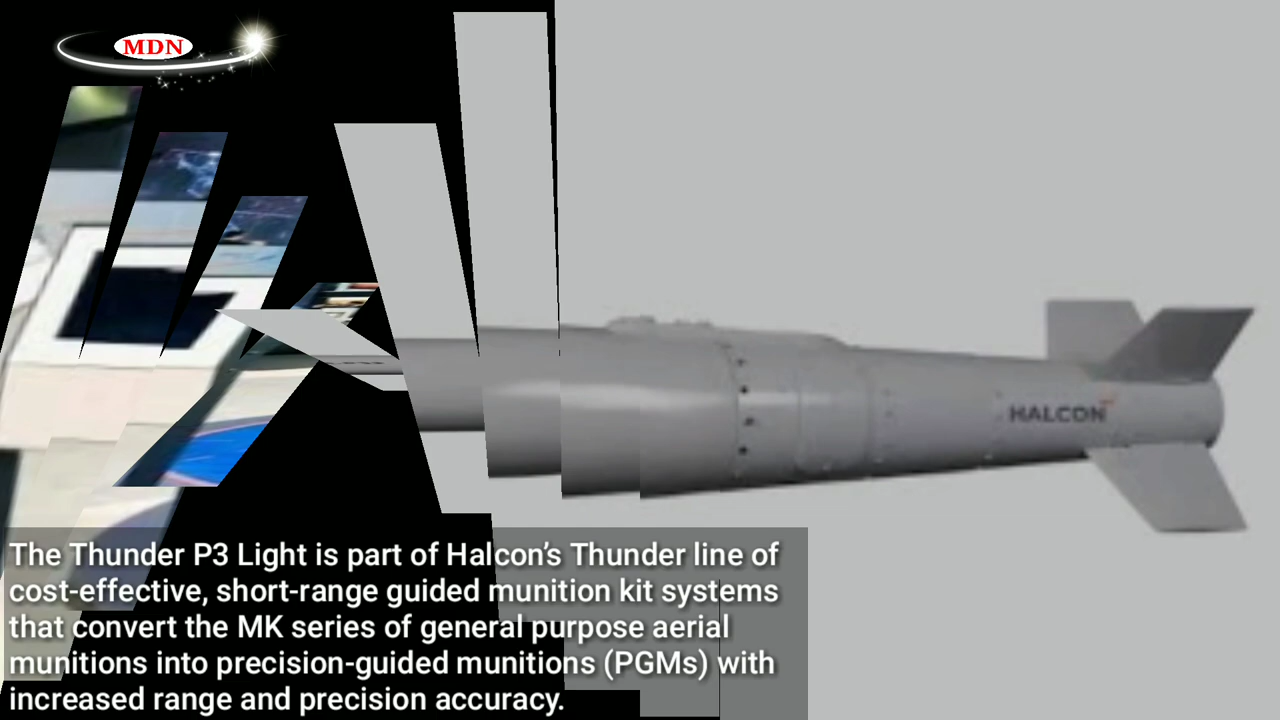 MDN
HALCON
The Thunder P3 Light is part of Halcon’s Thunder line of
cost-effective, short-range guided munition kit systems
that convert the MK series of general purpose aerial
munitions into precision-guided munitions (PGMs) with
increased range and precision accuracy.